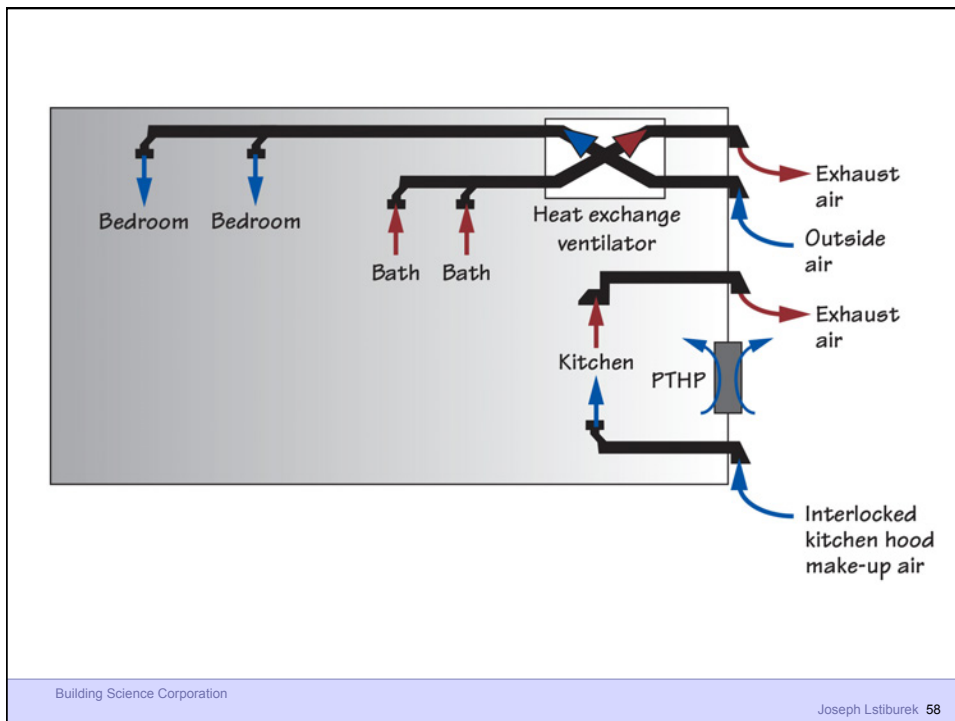 Exhaust
air
Bedroom
Bedroom
Heat exchange
ventilator
Outside
air
Bath
Bath
Exhaust
air
Kitchen
PTHP
Interlocked
kitchen hood
make-up air
Building Science Corporation
Joseph Lstiburek 58